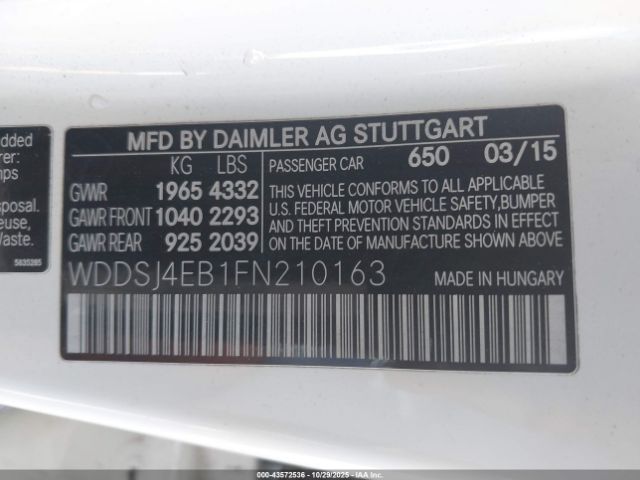 dded
rer:
mps
sposal.
euse,
Waste.
5835285
MFD BY DAIMLER AG STUTTGART
KG LBS PASSENGER CAR 650 03/15
GVWR 1965 4332
GAWR FRONT 1040 2293
GAWR REAR 925 2039
THIS VEHICLE CONFORMS TO ALL APPLICABLE
U.S. FEDERAL MOTOR VEHICLE SAFETY,BUMPER
AND THEFT PREVENTION STANDARDS IN EFFECT
ON THE DATE OF MANUFACTURE SHOWN ABOVE.
WDDSJ4EB1FN210163 MADE IN HUNGARY
OWNER - 43572536 10/29/2025 - IAAI.COM